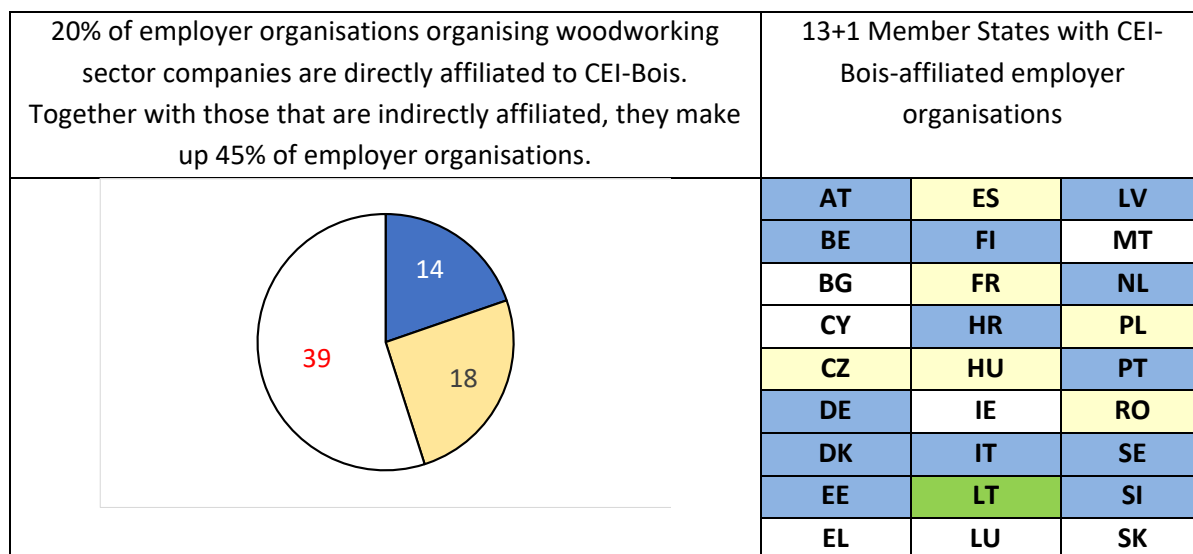 20% of employer organisations organising woodworking
sector companies are directly affiliated to CEI-Bois.
Together with those that are indirectly affiliated, they make
up 45% of employer organisations.
13+1 Member States with CEI-
Bois-affiliated employer
organisations
14
18
39
AT ES LV
BE FI MT
BG FR NL
CY HR PL
CZ HU PT
DE IE RO
DK IT SE
EE LT SI
EL LU SK